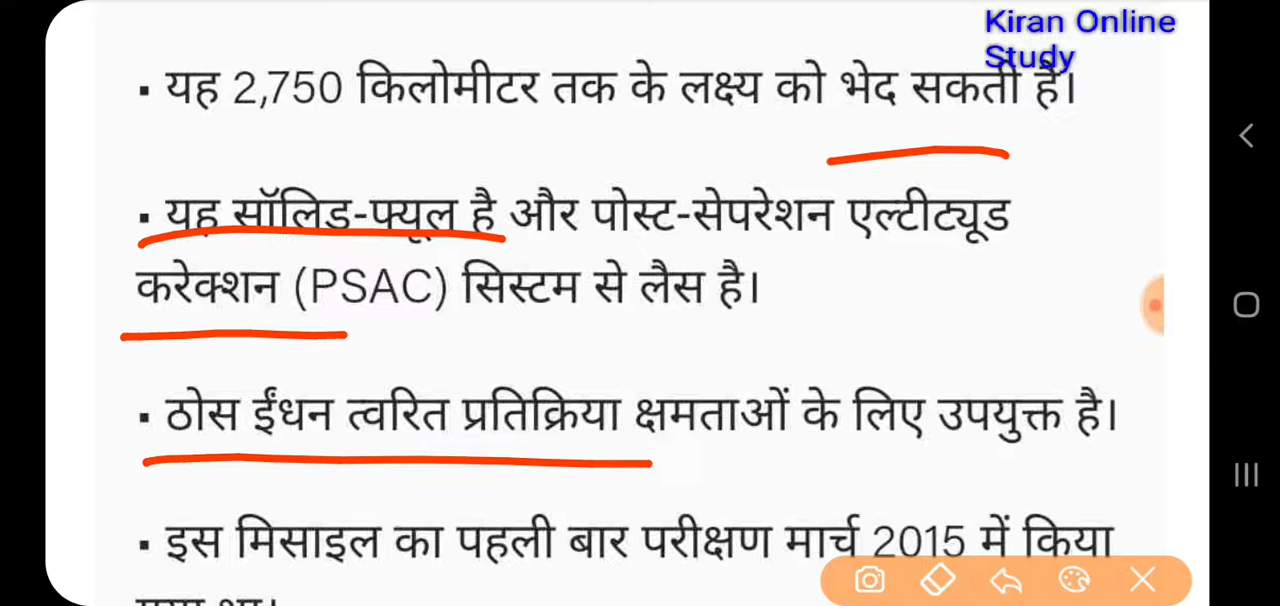 Kiran Online
Study
▪ यह 2,750 किलोमीटर तक के लक्ष्य को भेद सकती है।
▪ यह सॉलिड-फ्यूल है और पोस्ट-सेपरेशन एल्टीट्यूड
करेक्शन (PSAC) सिस्टम से लैस है।
▪ ठोस ईंधन त्वरित प्रतिक्रिया क्षमताओं के लिए उपयुक्त है।
▪ इस मिसाइल का पहली बार परीक्षण मार्च 2015 में किया